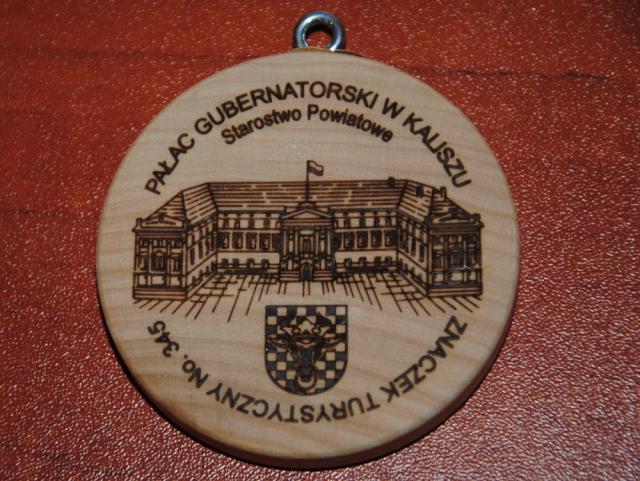 PAŁAC GUBERNATORSKI W KALISZU
Starostwo Powiatowe
ZNACZEK TURYSTYCZNY No. 345